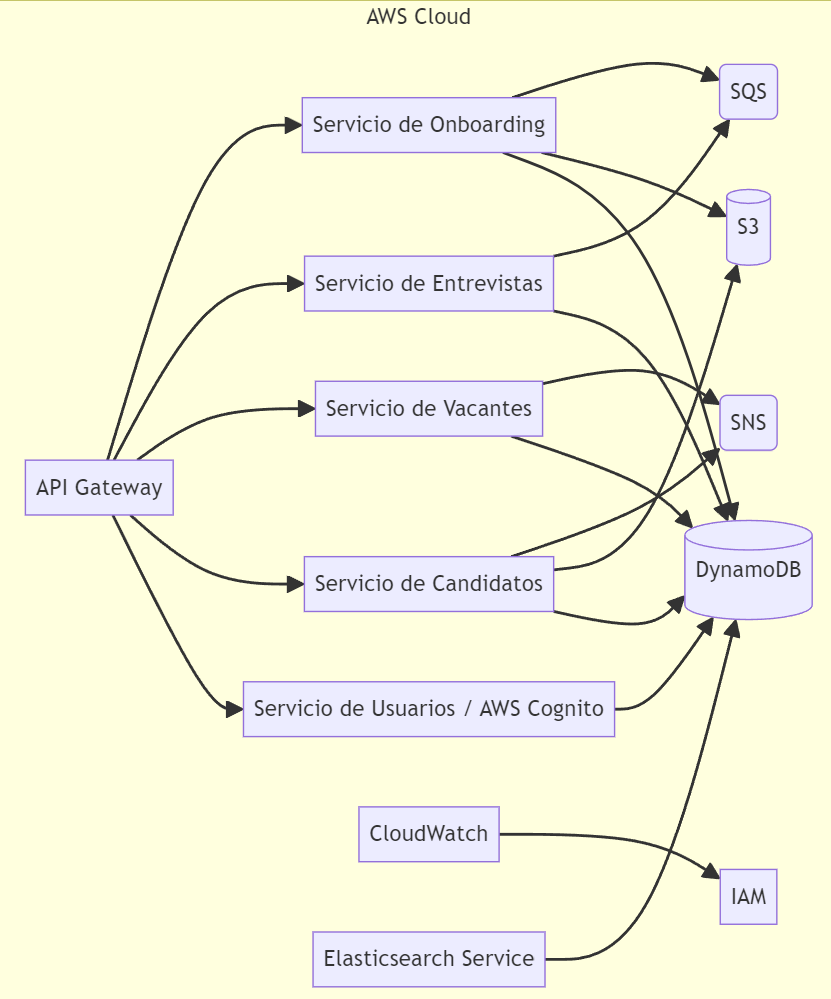 AWS Cloud
SQS
Servicio de Onboarding
S3
Servicio de Entrevistas
Servicio de Vacantes
SNS
API Gateway
DynamoDB
Servicio de Candidatos
Servicio de Usuarios / AWS Cognito
CloudWatch
IAM
Elasticsearch Service